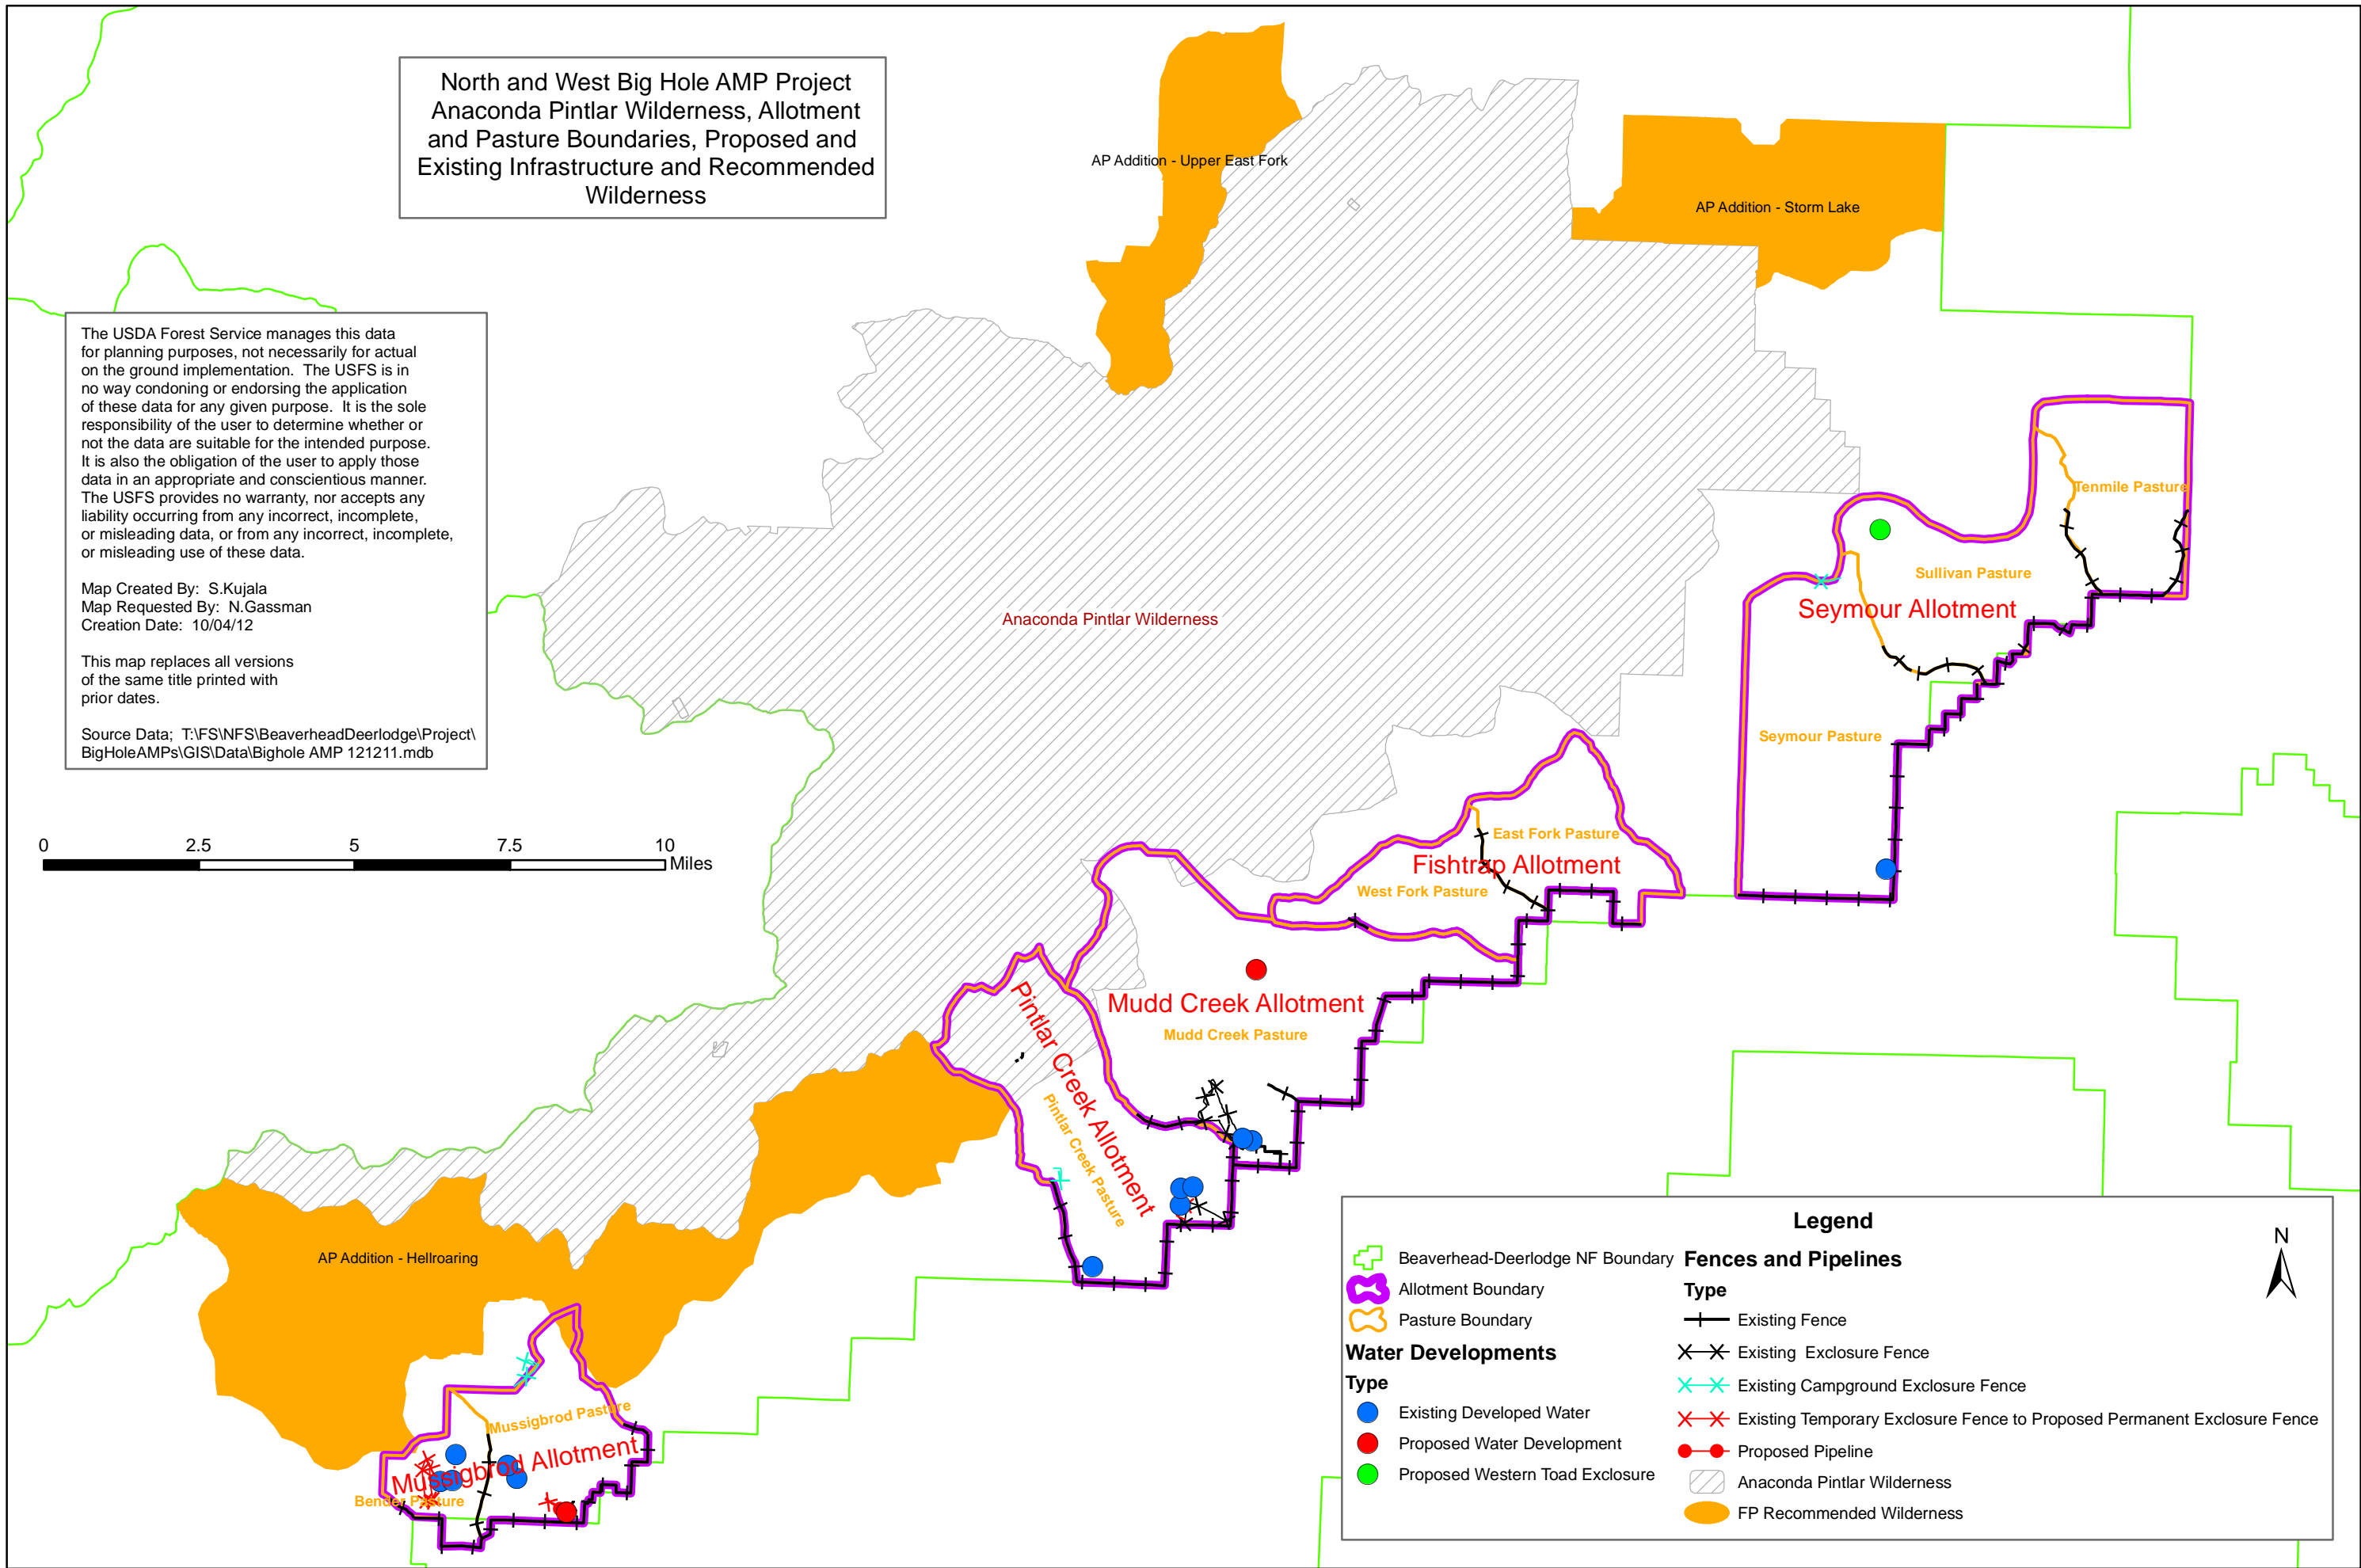 North and West Big Hole AMP Project
Anaconda Pintlar Wilderness, Allotment
and Pasture Boundaries, Proposed and
Existing Infrastructure and Recommended
Wilderness
The USDA Forest Service manages this data
for planning purposes, not necessarily for actual
on the ground implementation. The USFS is in
no way condoning or endorsing the application
of these data for any given purpose. It is the sole
responsibility of the user to determine whether or
not the data are suitable for the intended purpose.
It is also the obligation of the user to apply those
data in an appropriate and conscientious manner.
The USFS provides no warranty, nor accepts any
liability occurring from any incorrect, incomplete,
or misleading data, or from any incorrect, incomplete,
or misleading use of these data.
Map Created By: S.Kujala
Map Requested By: N.Gassman
Creation Date: 10/04/12
This map replaces all versions
of the same title printed with
prior dates.
Source Data; T:\FS\NFS\BeaverheadDeerlodge\Project\
BigHoleAMPs\GIS\Data\Bighole AMP 121211.mdb
0 2.5 5 7.5 10
Miles
AP Addition - Upper East Fork
AP Addition - Storm Lake
Anaconda Pintlar Wilderness
Tenmile Pasture
Sullivan Pasture
Seymour Allotment
Seymour Pasture
East Fork Pasture
Fishtrap Allotment
West Fork Pasture
Mudd Creek Allotment
Mudd Creek Pasture
Pintlar Creek Allotment
Pintlar Creek Pasture
AP Addition - Hellroaring
Mussigbrod Pasture
Mussigbrod Allotment
Bender Pasture
Legend
Beaverhead-Deerlodge NF Boundary
Allotment Boundary
Pasture Boundary
Water Developments
Type
Existing Developed Water
Proposed Water Development
Proposed Western Toad Exclosure
Fences and Pipelines
Type
Existing Fence
Existing Exclosure Fence
Existing Campground Exclosure Fence
Existing Temporary Exclosure Fence to Proposed Permanent Exclosure Fence
Proposed Pipeline
Anaconda Pintlar Wilderness
FP Recommended Wilderness
N